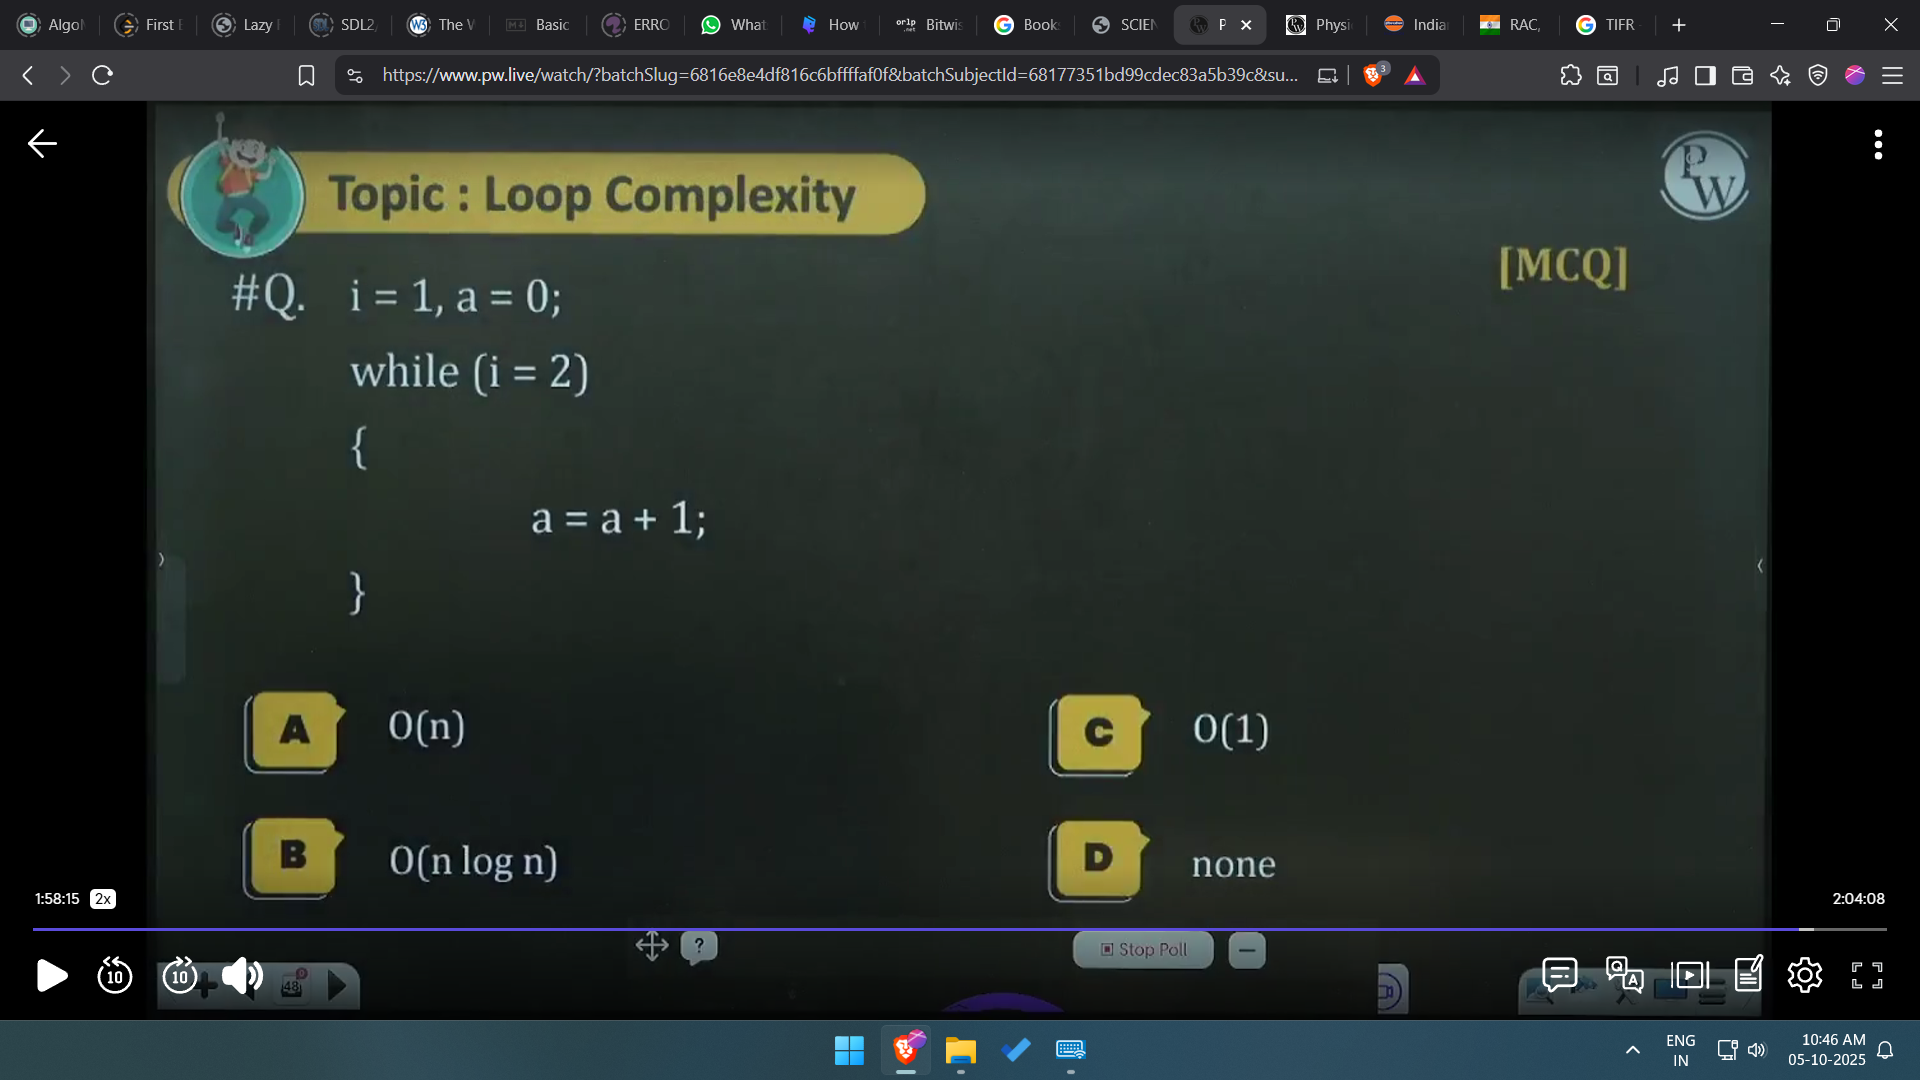 AlgoM
First E
Lazy I
SDL2,
The W
Basic
ERRO
What
How
Bitwis
Book
SCIEN
P
Physi
India
RAC,
TIFR
https://www.pw.live/watch/?batchSlug=6816e8e4df816c6bffffaf0f&batchSubjectId=68177351bd99cdec83a5b39c&su...
3
Topic : Loop Complexity
PW
[MCQ]
#Q. i = 1, a = 0;
while (i = 2)
{
a = a + 1;
}
A O(n)
C O(1)
B O(n log n)
D none
1:58:15 2x
2:04:08
?
Stop Poll
10
10
48
ENG
IN
10:46 AM
05-10-2025